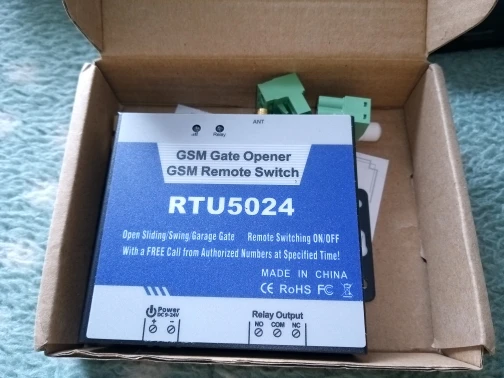 ANT
Relay
GSM Gate Opener
GSM Remote Switch
RTU5024
Open Sliding/Swing/Garage Gate Remote Switching ON/OFF
With a FREE Call from Authorized Numbers at Specified Time!
MADE IN CHINA
CE RoHS FC
Power
DC 9-24V
+ -
Relay Output
NO COM NC